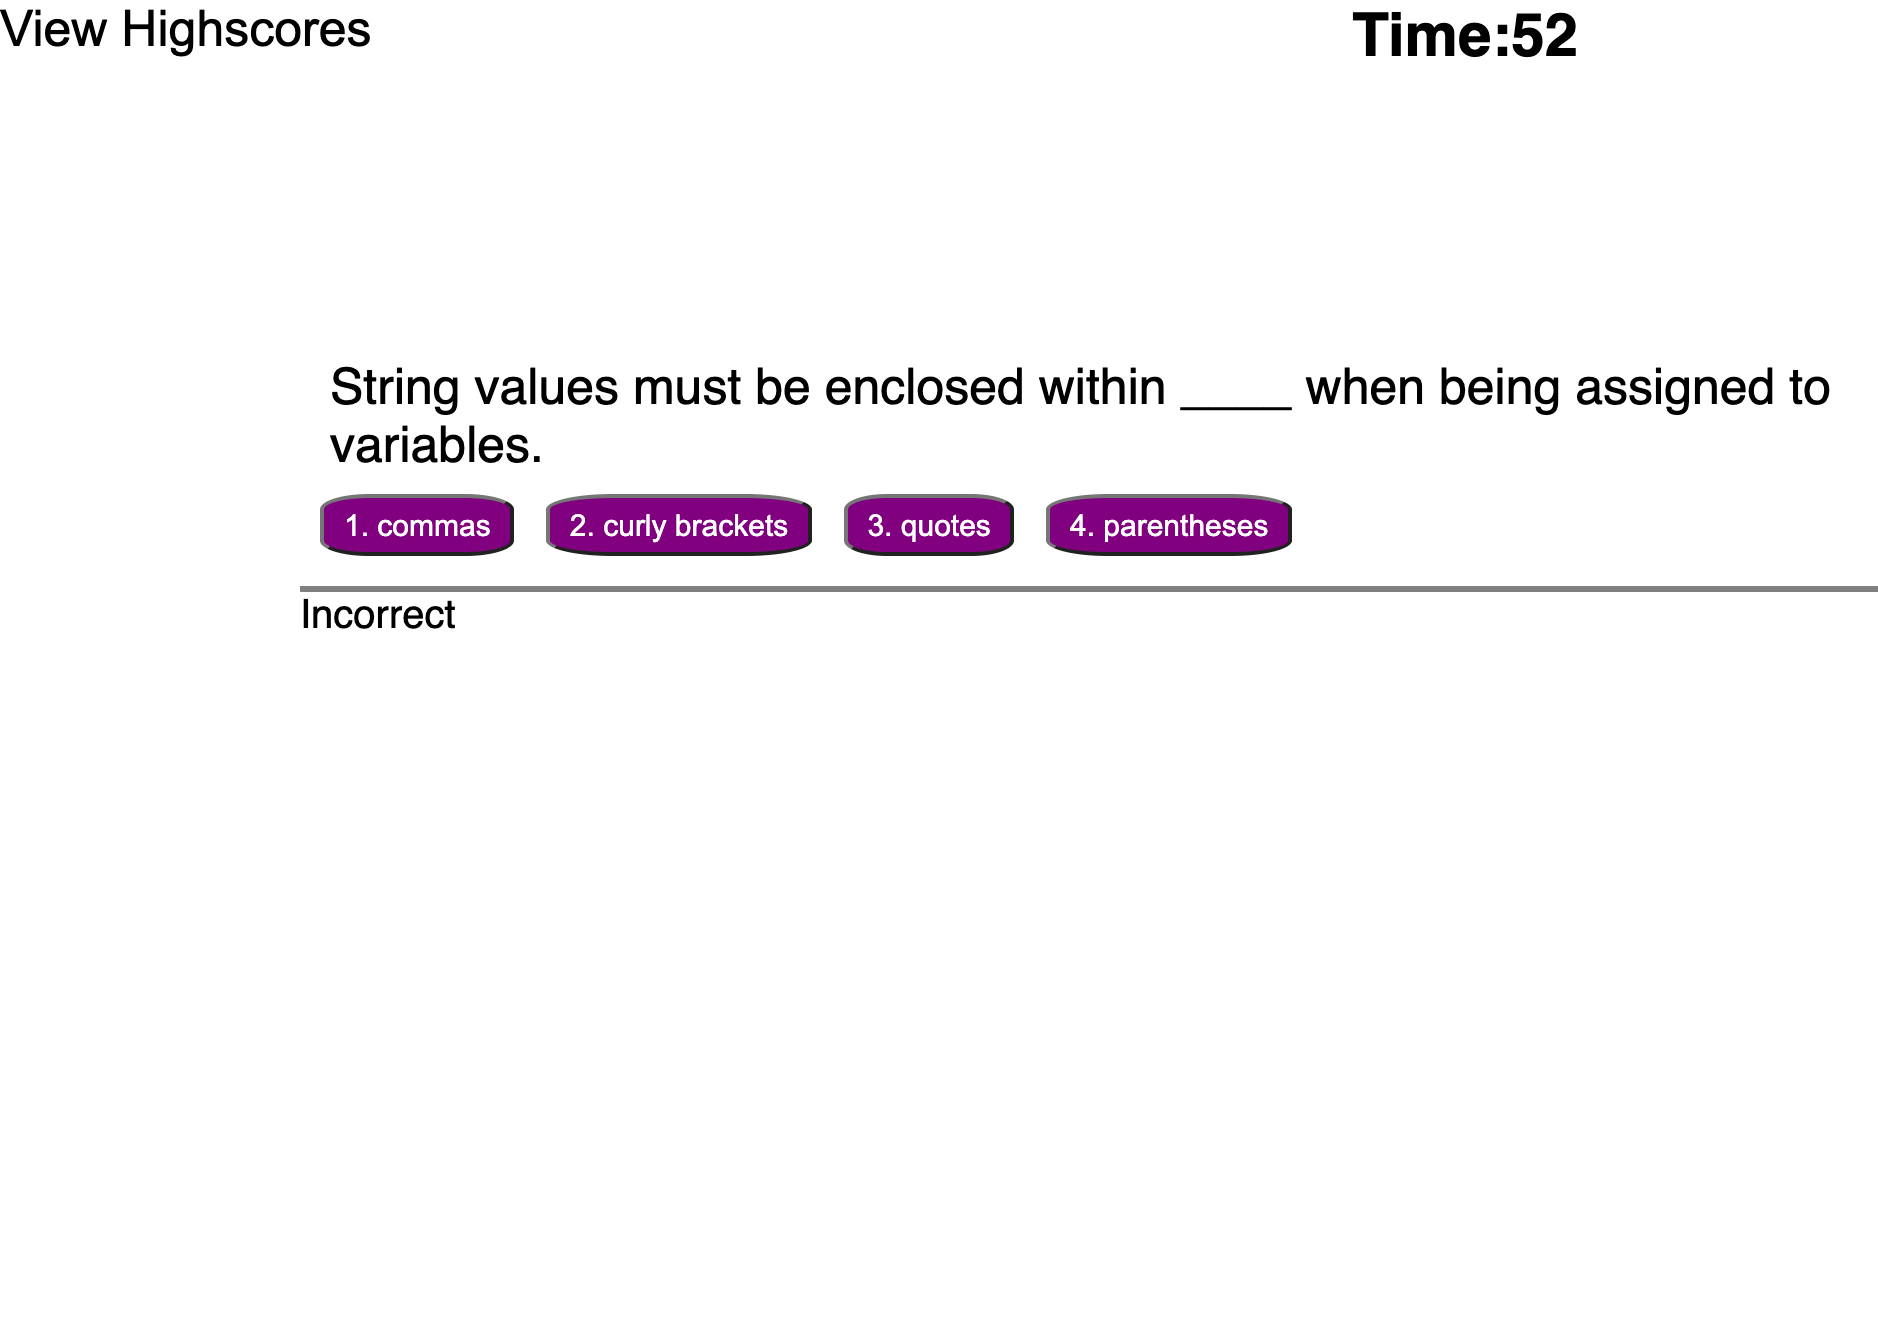 View Highscores
Time:52
String values must be enclosed within ____ when being assigned to
variables.
1. commas
2. curly brackets
3. quotes
4. parentheses
Incorrect